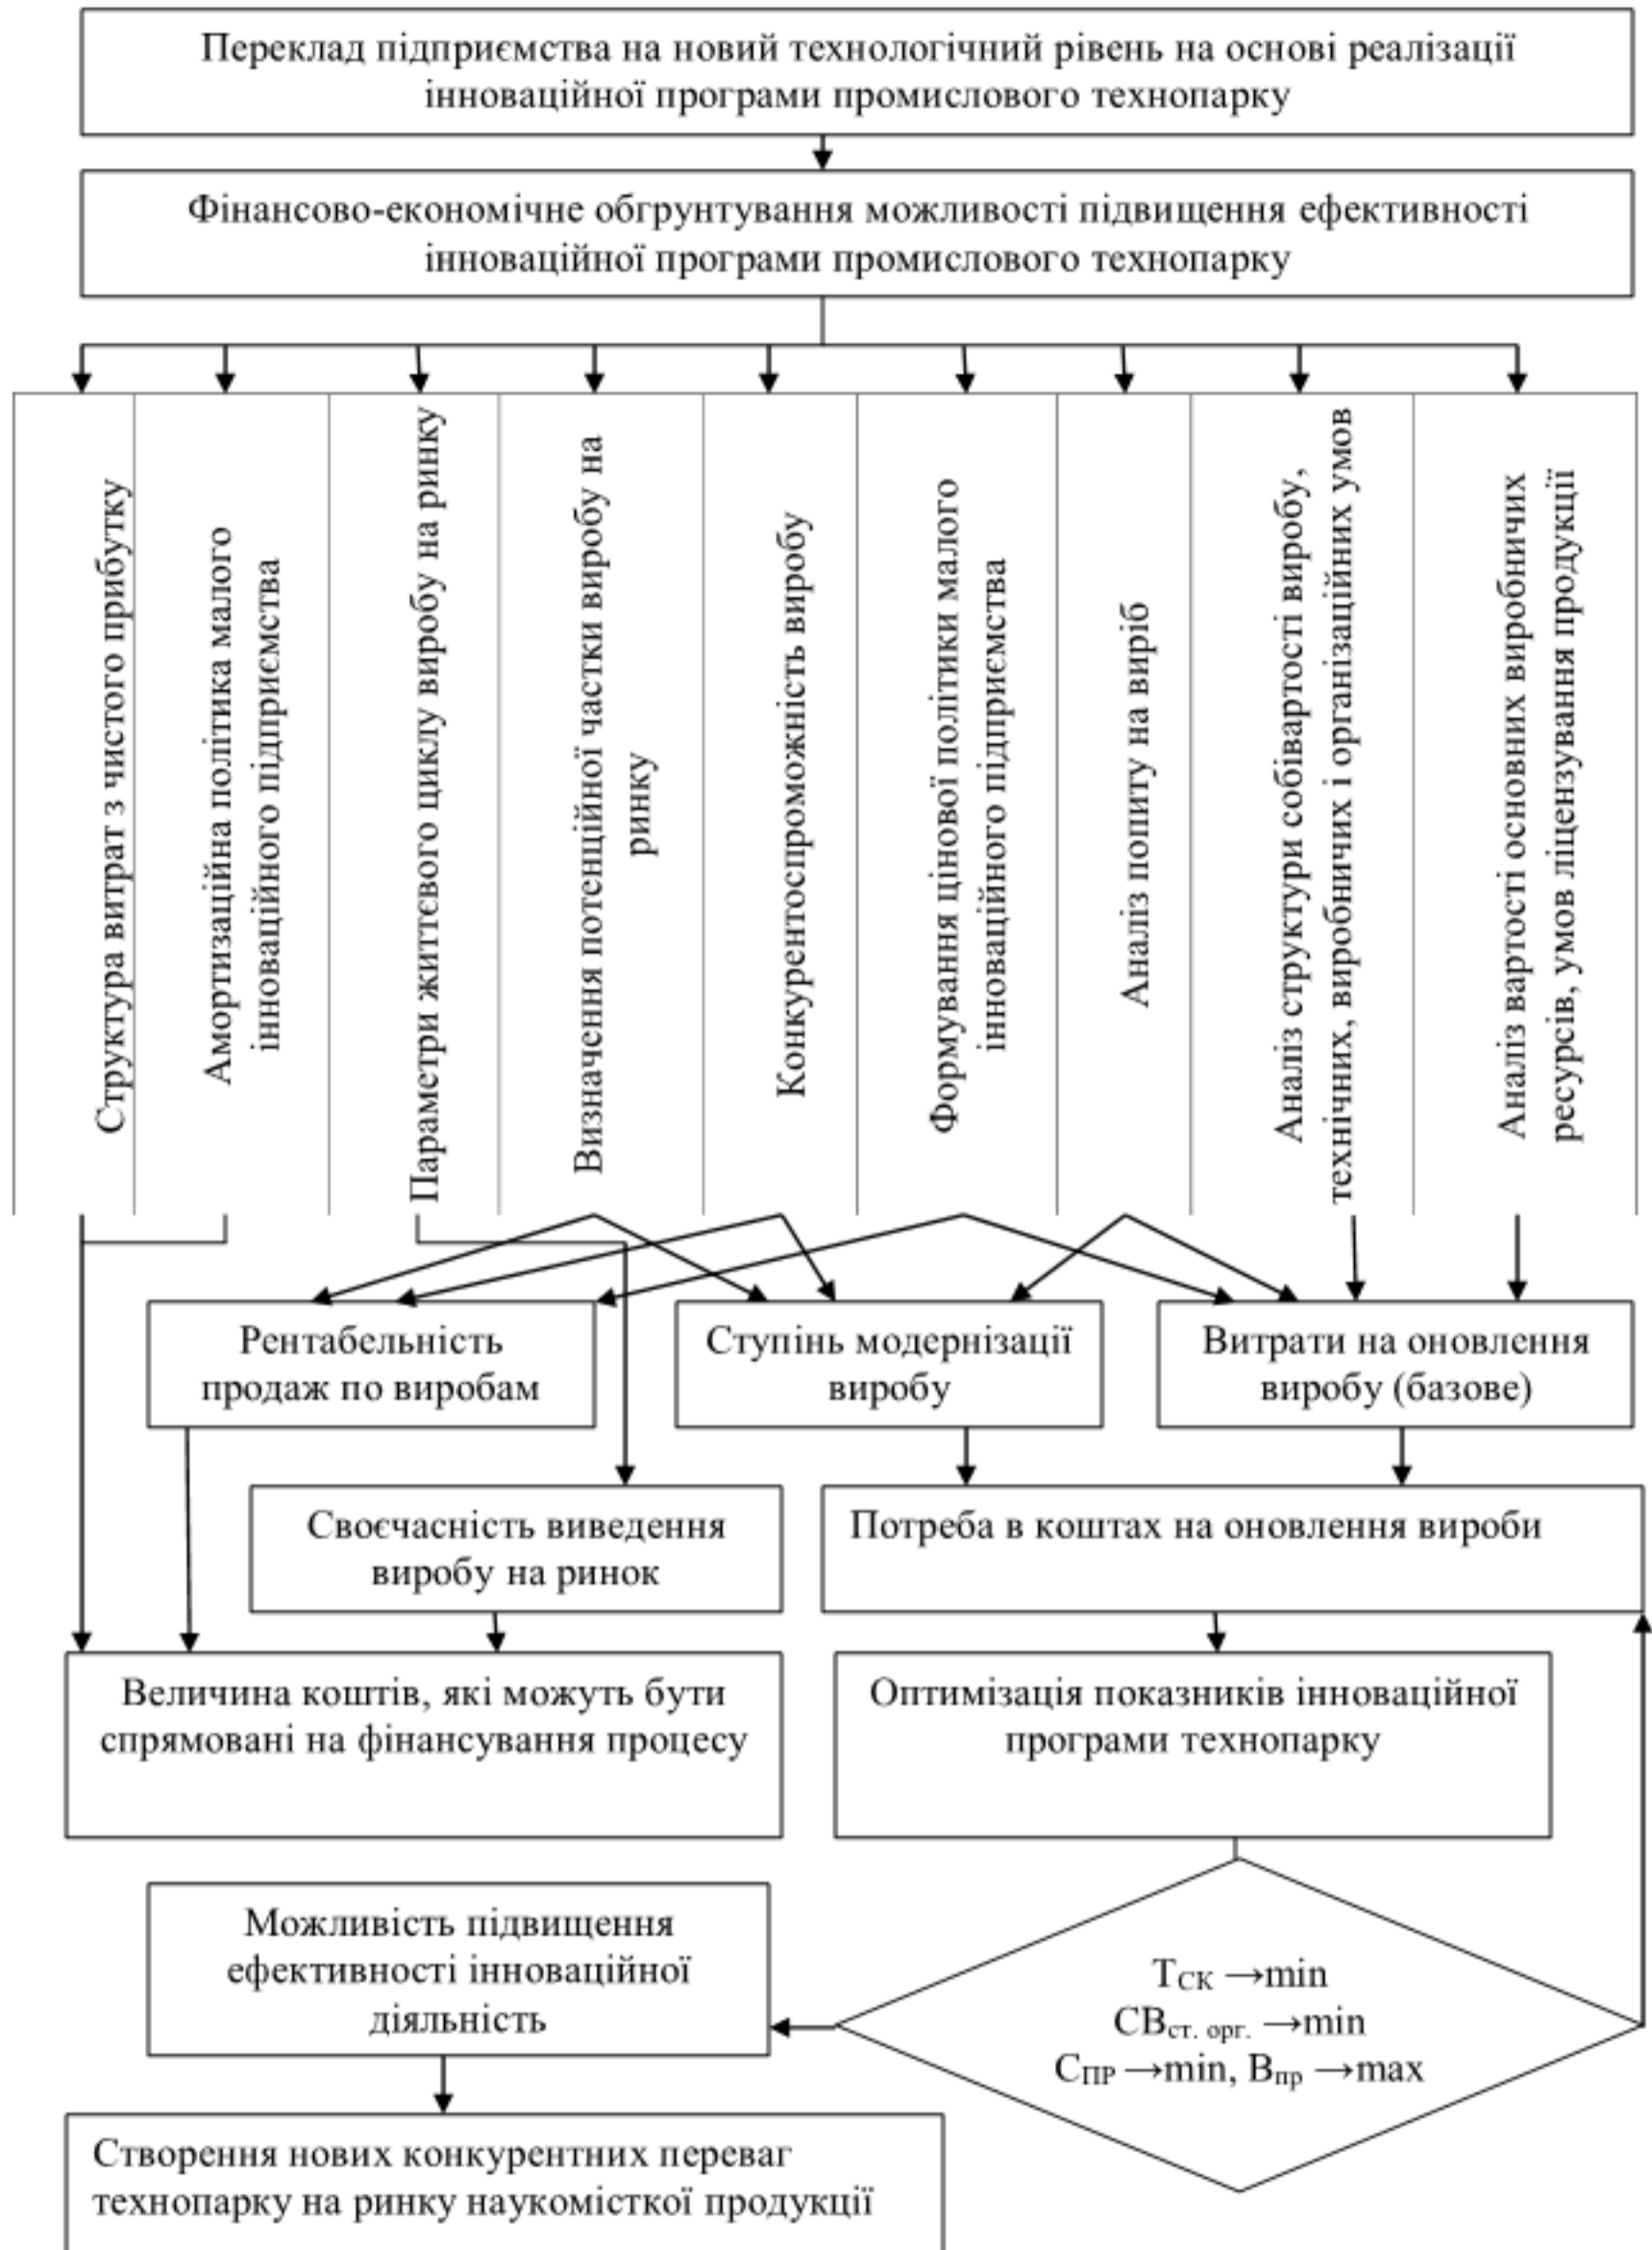 Переклад підприємства на новий технологічний рівень на основі реалізації
інноваційної програми промислового технопарку
Фінансово-економічне обгрунтування можливості підвищення ефективності
інноваційної програми промислового технопарку
Структура витрат з чистого прибутку
Амортизаційна політика малого
інноваційного підприємства
Параметри життєвого циклу виробу на ринку
Визначення потенційної частки виробу на
ринку
Конкурентоспроможність виробу
Формування цінової політики малого
інноваційного підприємства
Аналіз попиту на виріб
Аналіз структури собівартості виробу,
технічних, виробничих і організаційних умов
Аналіз вартості основних виробничих
ресурсів, умов ліцензування продукції
Рентабельність
продаж по виробам
Ступінь модернізації
виробу
Витрати на оновлення
виробу (базове)
Своєчасність виведення
виробу на ринок
Потреба в коштах на оновлення вироби
Величина коштів, які можуть бути
спрямовані на фінансування процесу
Оптимізація показників інноваційної
програми технопарку
Можливість підвищення
ефективності інноваційної
діяльність
Т_СК →min
СВ_ст. орг. →min
С_ПР →min, В_пр →max
Створення нових конкурентних переваг
технопарку на ринку наукомісткої продукції